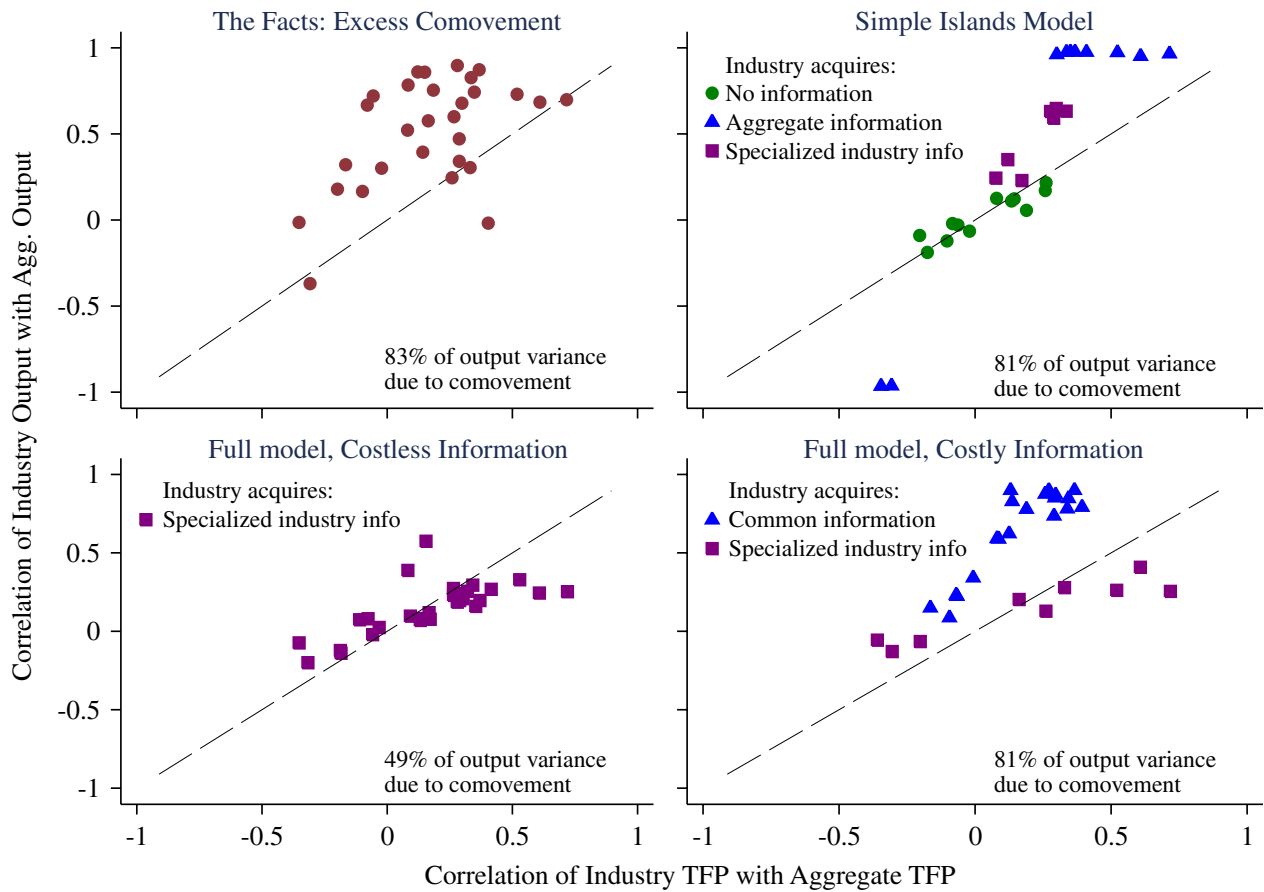 The Facts: Excess Comovement
1
0.5
0
-0.5
-1
83% of output variance
due to comovement
Simple Islands Model
Industry acquires:
No information
Aggregate information
Specialized industry info
81% of output variance
due to comovement
Correlation of Industry Output with Agg. Output
Full model, Costless Information
1
0.5
0
-0.5
-1
Industry acquires:
Specialized industry info
49% of output variance
due to comovement
-1
-0.5
0
0.5
1
Full model, Costly Information
Industry acquires:
Common information
Specialized industry info
81% of output variance
due to comovement
-1
-0.5
0
0.5
1
Correlation of Industry TFP with Aggregate TFP